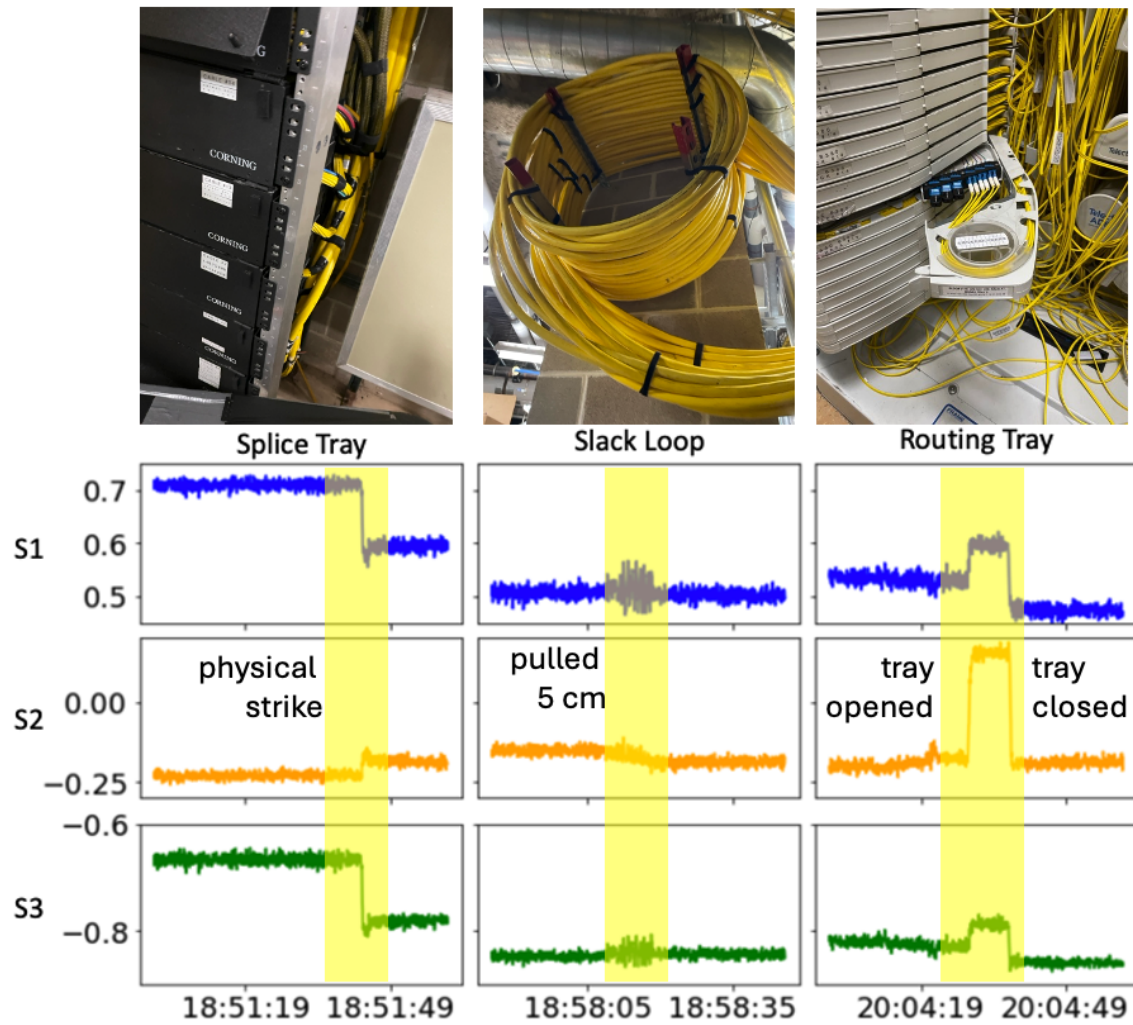 G
CORNING
CORNING
CORNING
CORNING
Splice Tray
Slack Loop
Routing Tray
S1
0.7
0.6
0.5
S2
0.00
−0.25
physical
strike
pulled
5 cm
tray
opened
tray
closed
S3
−0.6
−0.8
18:51:19
18:51:49
18:58:05
18:58:35
20:04:19
20:04:49